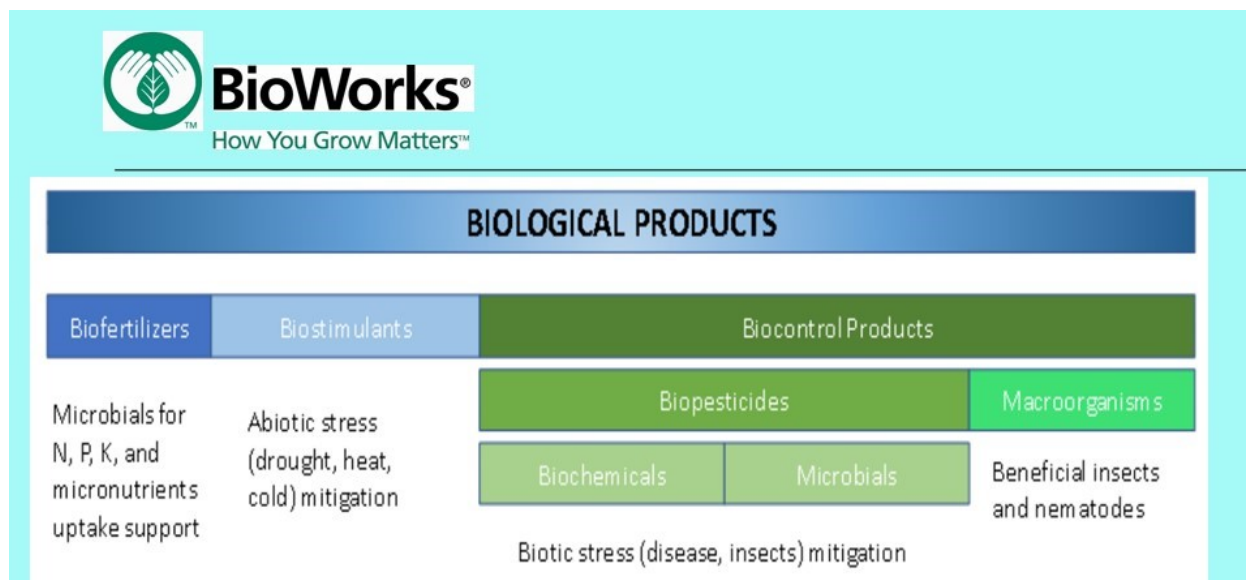 BioWorks®
TM
How You Grow Matters™
BIOLOGICAL PRODUCTS
Biofertilizers
Biostimulants
Biocontrol Products
Biopesticides
Macroorganisms
Biochemicals
Microbials
Microbials for
N, P, K, and
micronutrients
uptake support
Abiotic stress
(drought, heat,
cold) mitigation
Beneficial insects
and nematodes
Biotic stress (disease, insects) mitigation